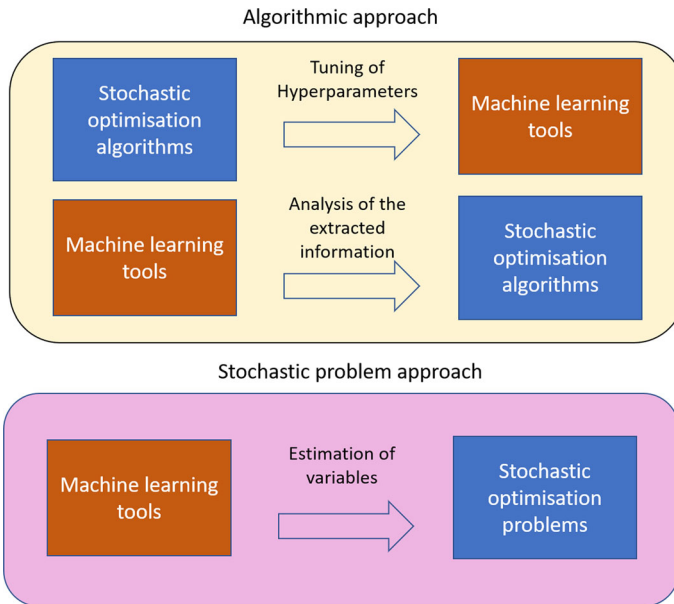 Algorithmic approach
Stochastic
optimisation
algorithms
Tuning of
Hyperparameters
Machine learning
tools
Machine learning
tools
Analysis of the
extracted
information
Stochastic
optimisation
algorithms
Stochastic problem approach
Machine learning
tools
Estimation of
variables
Stochastic
optimisation
problems